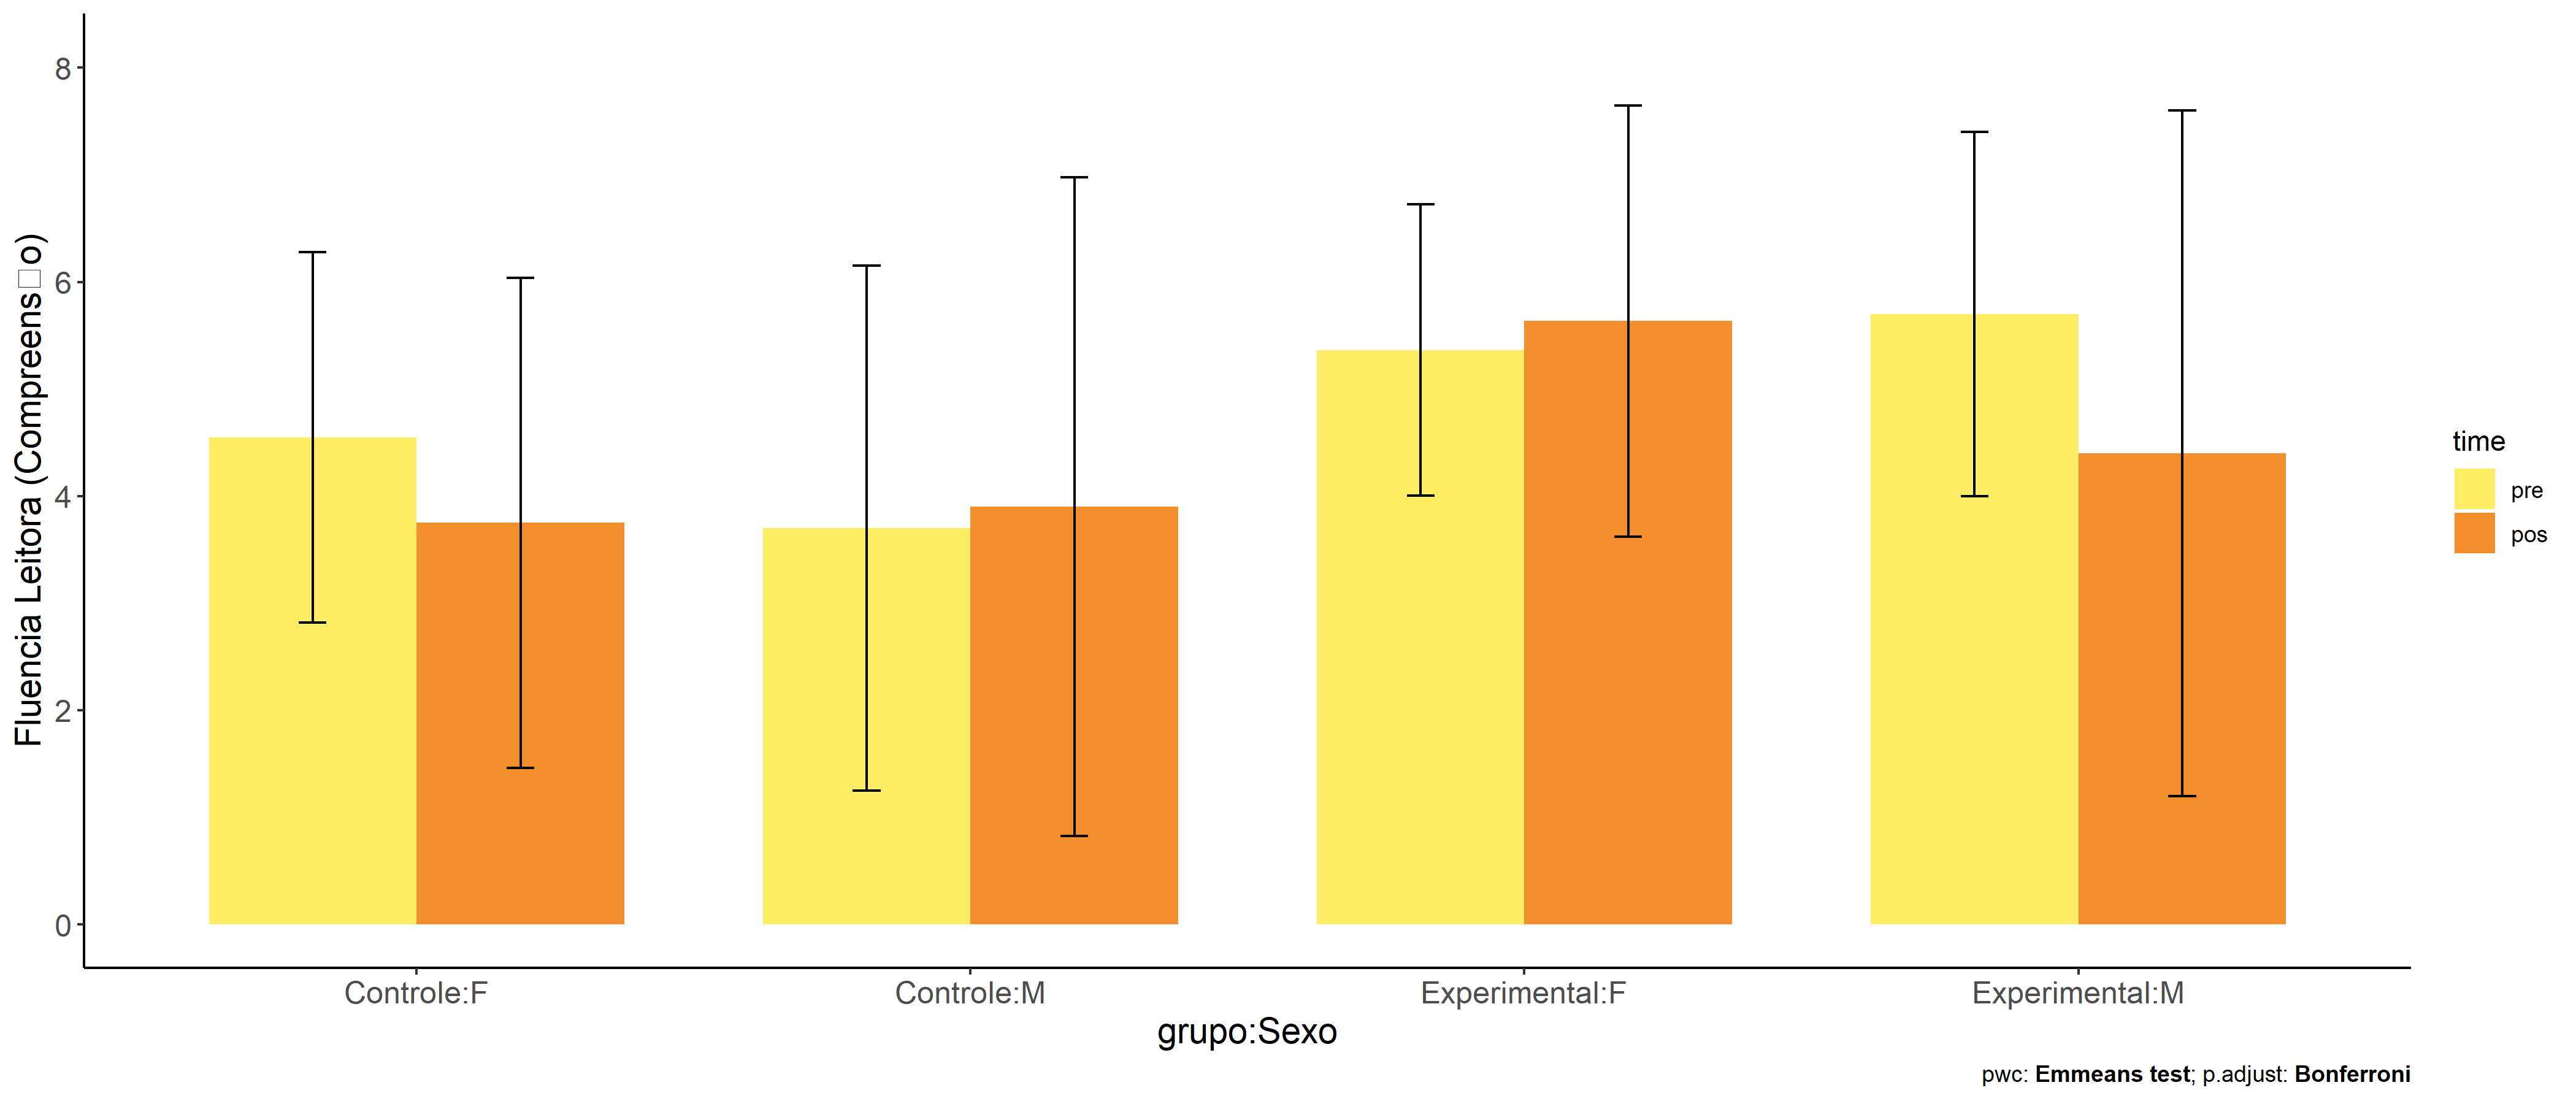 Fluencia Leitora (Compreens□o)
8
6
4
2
0
Controle:F
Controle:M
Experimental:F
Experimental:M
grupo:Sexo
time
pre
pos
pwc: Emmeans test; p.adjust: Bonferroni